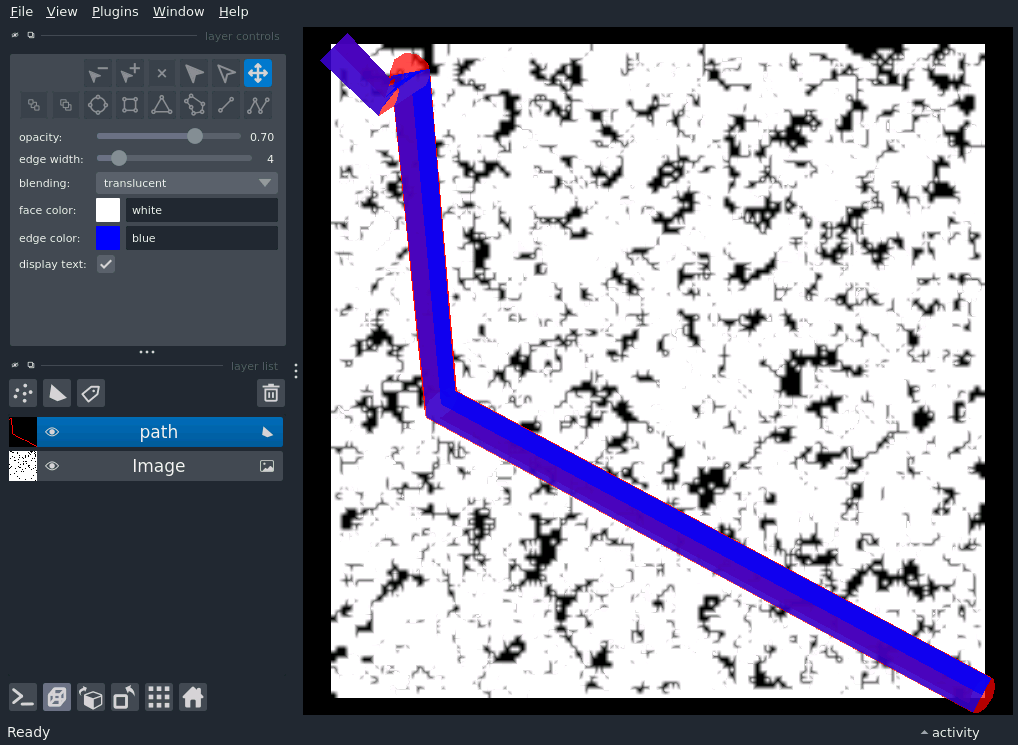 File View Plugins Window Help
layer controls
opacity: 0.70
edge width: 4
blending: translucent
face color: white
edge color: blue
display text:
layer list
path
Image
Ready
activity